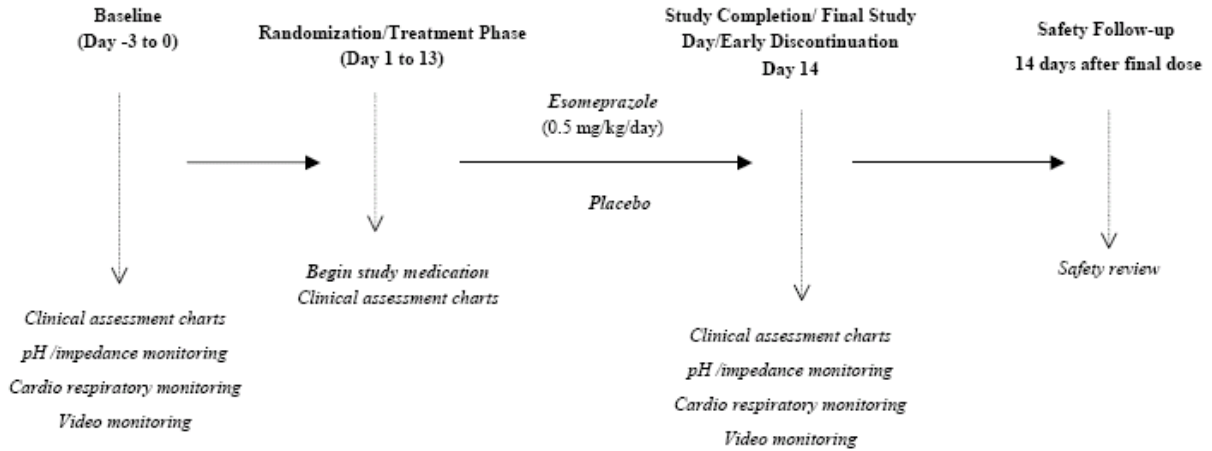 Baseline
(Day -3 to 0)
Randomization/Treatment Phase
(Day 1 to 13)
Study Completion/ Final Study
Day/Early Discontinuation
Day 14
Safety Follow-up
14 days after final dose
Esomeprazole
(0.5 mg/kg/day)
Placebo
Begin study medication
Clinical assessment charts
Safety review
Clinical assessment charts
pH /impedance monitoring
Cardio respiratory monitoring
Video monitoring
Clinical assessment charts
pH /impedance monitoring
Cardio respiratory monitoring
Video monitoring